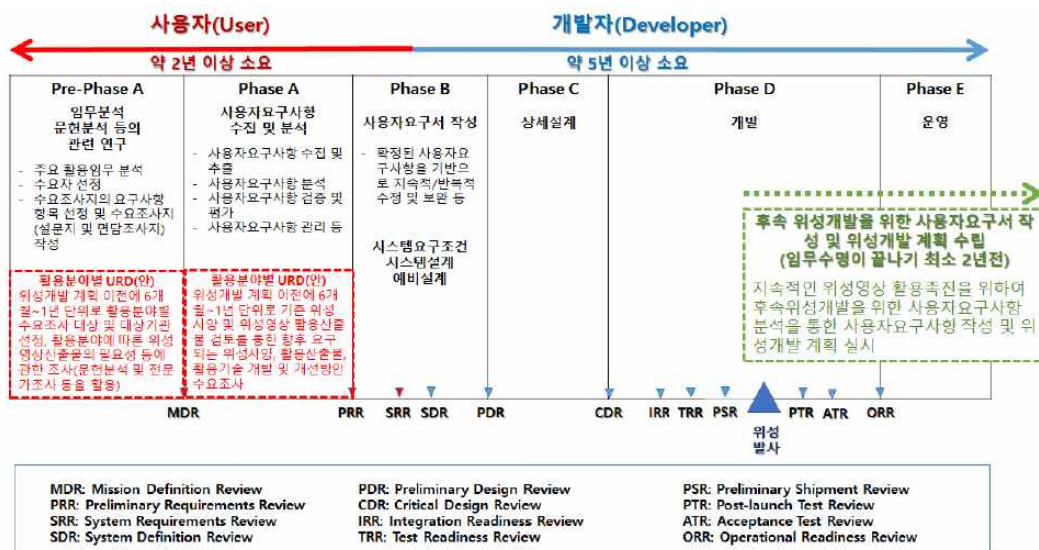 사용자(User)
개발자(Developer)
약 2년 이상 소요
약 5년 이상 소요
Pre-Phase A
임무분석
문헌분석 등의
관련 연구
- 주요 활용임무 분석
- 수요자 선정
- 수요조사지의 요구사항
항목 선정 및 수요조사지
(설문지 및 면담조사지)
작성
활용분야별 URD(안)
위성개발 계획 이전에 6개
월~1년 단위로 활용분야별
수요조사 대상 및 대상기관
선정, 활용분야에 따른 위성
영상산출물의 필요성 등에
관한 조사(문헌분석 및 전문
가조사 등을 활용)
Phase A
사용자요구사항
수집 및 분석
- 사용자요구사항 수집 및
추출
- 사용자요구사항 분석
- 사용자요구사항 검증 및
평가
- 사용자요구사항 관리 등
활용분야별 URD(안)
위성개발 계획 이전에 6개
월~1년 단위로 기존 위성
사양 및 위성영상 활용산출
물 검토를 통한 향후 요구
되는 위성사양, 활용산출물,
활용기술 개발 및 개선방안
수요조사
Phase B
사용자요구서 작성
- 확정된 사용자요
구사항을 기반으
로 지속적/반복적
수정 및 보완 등
시스템요구조건
시스템설계
예비설계
Phase C
상세설계
Phase D
개발
Phase E
운영
후속 위성개발을 위한 사용자요구서 작
성 및 위성개발 계획 수립
(임무수명이 끝나기 최소 2년전)
지속적인 위성영상 활용촉진을 위하여
후속위성개발을 위한 사용자요구사항
분석을 통한 사용자요구사항 작성 및 위
성개발 계획 실시
MDR PRR SRR SDR PDR CDR IRR TRR PSR PTR ATR ORR
위성
발사
MDR: Mission Definition Review
PRR: Preliminary Requirements Review
SRR: System Requirements Review
SDR: System Definition Review
PDR: Preliminary Design Review
CDR: Critical Design Review
IRR: Integration Readiness Review
TRR: Test Readiness Review
PSR: Preliminary Shipment Review
PTR: Post-launch Test Review
ATR: Acceptance Test Review
ORR: Operational Readiness Review